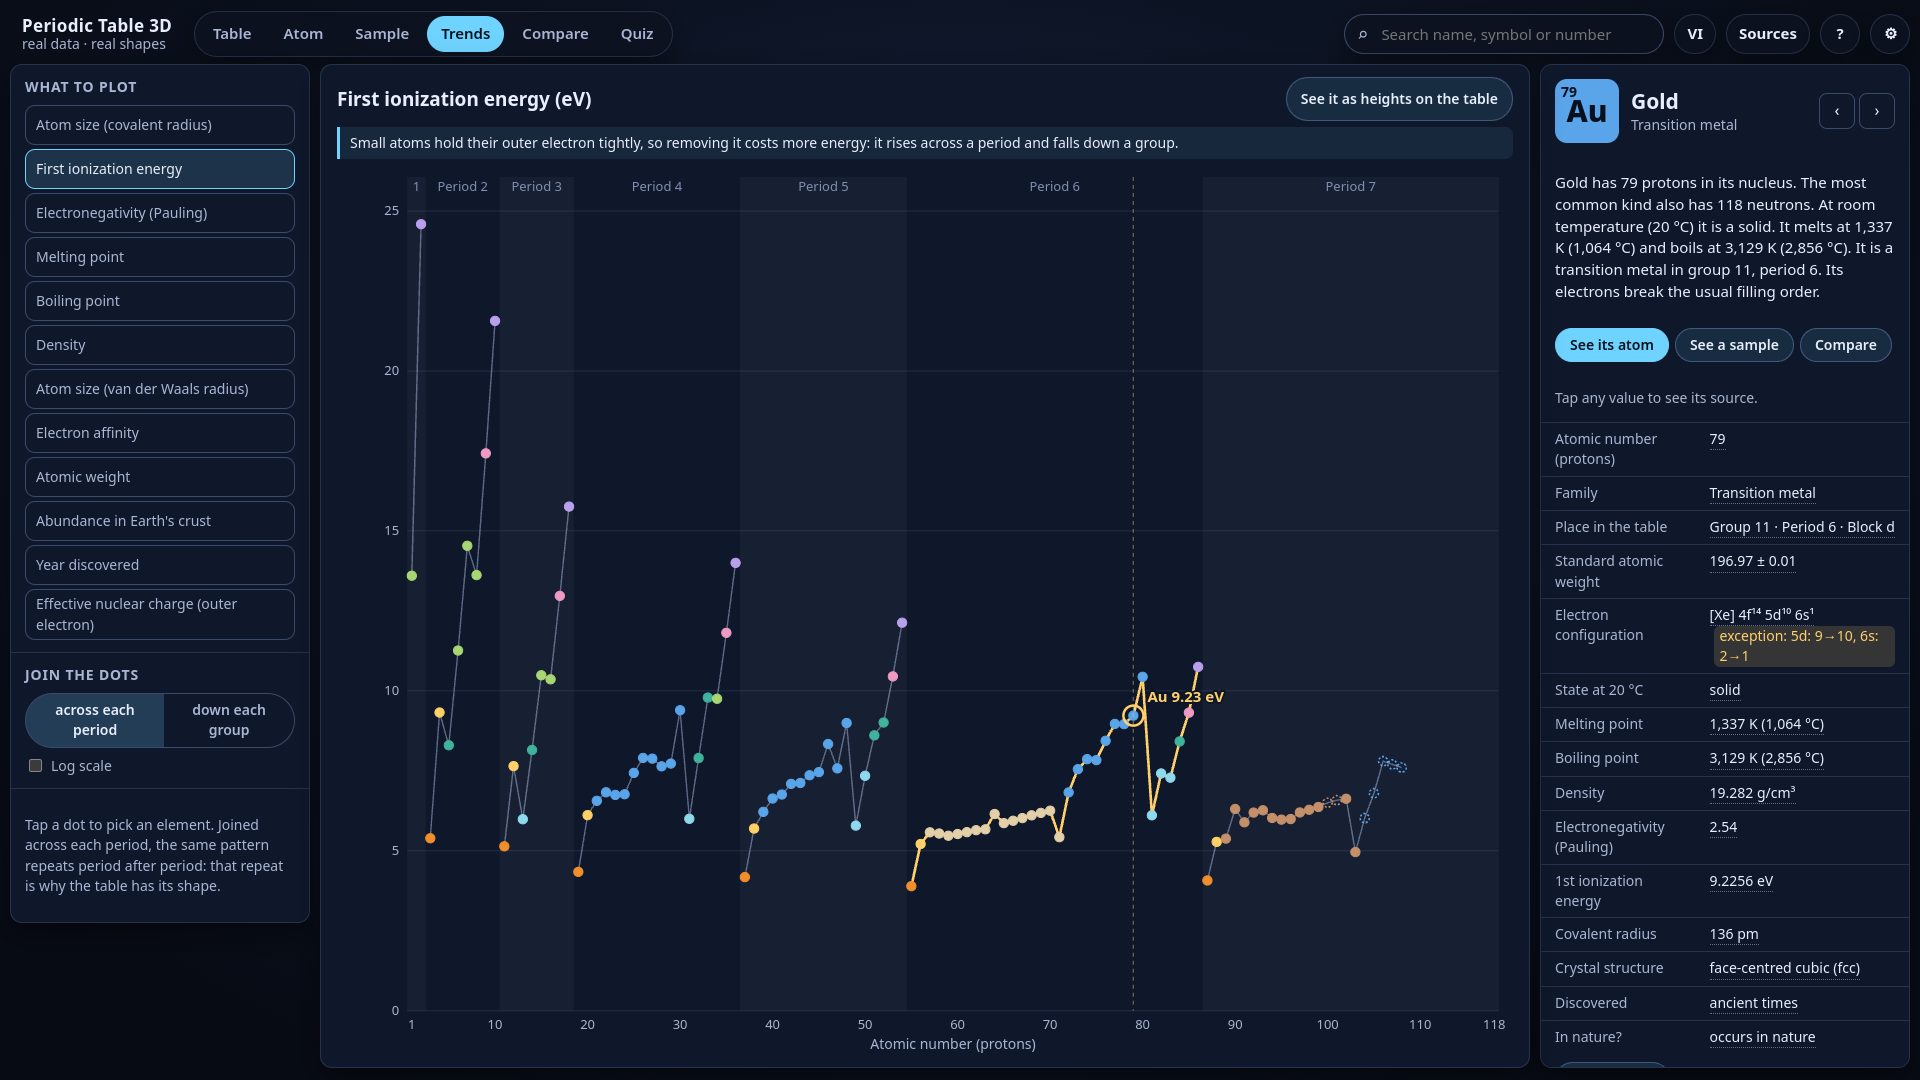 Periodic Table 3D
real data · real shapes
Table
Atom
Sample
Trends
Compare
Quiz
Search name, symbol or number
VI
Sources
?
WHAT TO PLOT
Atom size (covalent radius)
First ionization energy
Electronegativity (Pauling)
Melting point
Boiling point
Density
Atom size (van der Waals radius)
Electron affinity
Atomic weight
Abundance in Earth's crust
Year discovered
Effective nuclear charge (outer
electron)
JOIN THE DOTS
across each
period
down each
group
Log scale
Tap a dot to pick an element. Joined
across each period, the same pattern
repeats period after period: that repeat
is why the table has its shape.
First ionization energy (eV)
See it as heights on the table
Small atoms hold their outer electron tightly, so removing it costs more energy: it rises across a period and falls down a group.
1
Period 2
Period 3
Period 4
Period 5
Period 6
Period 7
25
20
15
10
5
0
Au 9.23 eV
1
10
20
30
40
50
60
70
80
90
100
110
118
Atomic number (protons)
79
Au
Gold
Transition metal
‹
›
Gold has 79 protons in its nucleus. The most
common kind also has 118 neutrons. At room
temperature (20 °C) it is a solid. It melts at 1,337
K (1,064 °C) and boils at 3,129 K (2,856 °C). It is a
transition metal in group 11, period 6. Its
electrons break the usual filling order.
See its atom
See a sample
Compare
Tap any value to see its source.
Atomic number
(protons)
79
Family
Transition metal
Place in the table
Group 11 · Period 6 · Block d
Standard atomic
weight
196.97 ± 0.01
Electron
configuration
[Xe] 4f¹⁴ 5d¹⁰ 6s¹
exception: 5d: 9→10, 6s:
2→1
State at 20 °C
solid
Melting point
1,337 K (1,064 °C)
Boiling point
3,129 K (2,856 °C)
Density
19.282 g/cm³
Electronegativity
(Pauling)
2.54
1st ionization
energy
9.2256 eV
Covalent radius
136 pm
Crystal structure
face-centred cubic (fcc)
Discovered
ancient times
In nature?
occurs in nature